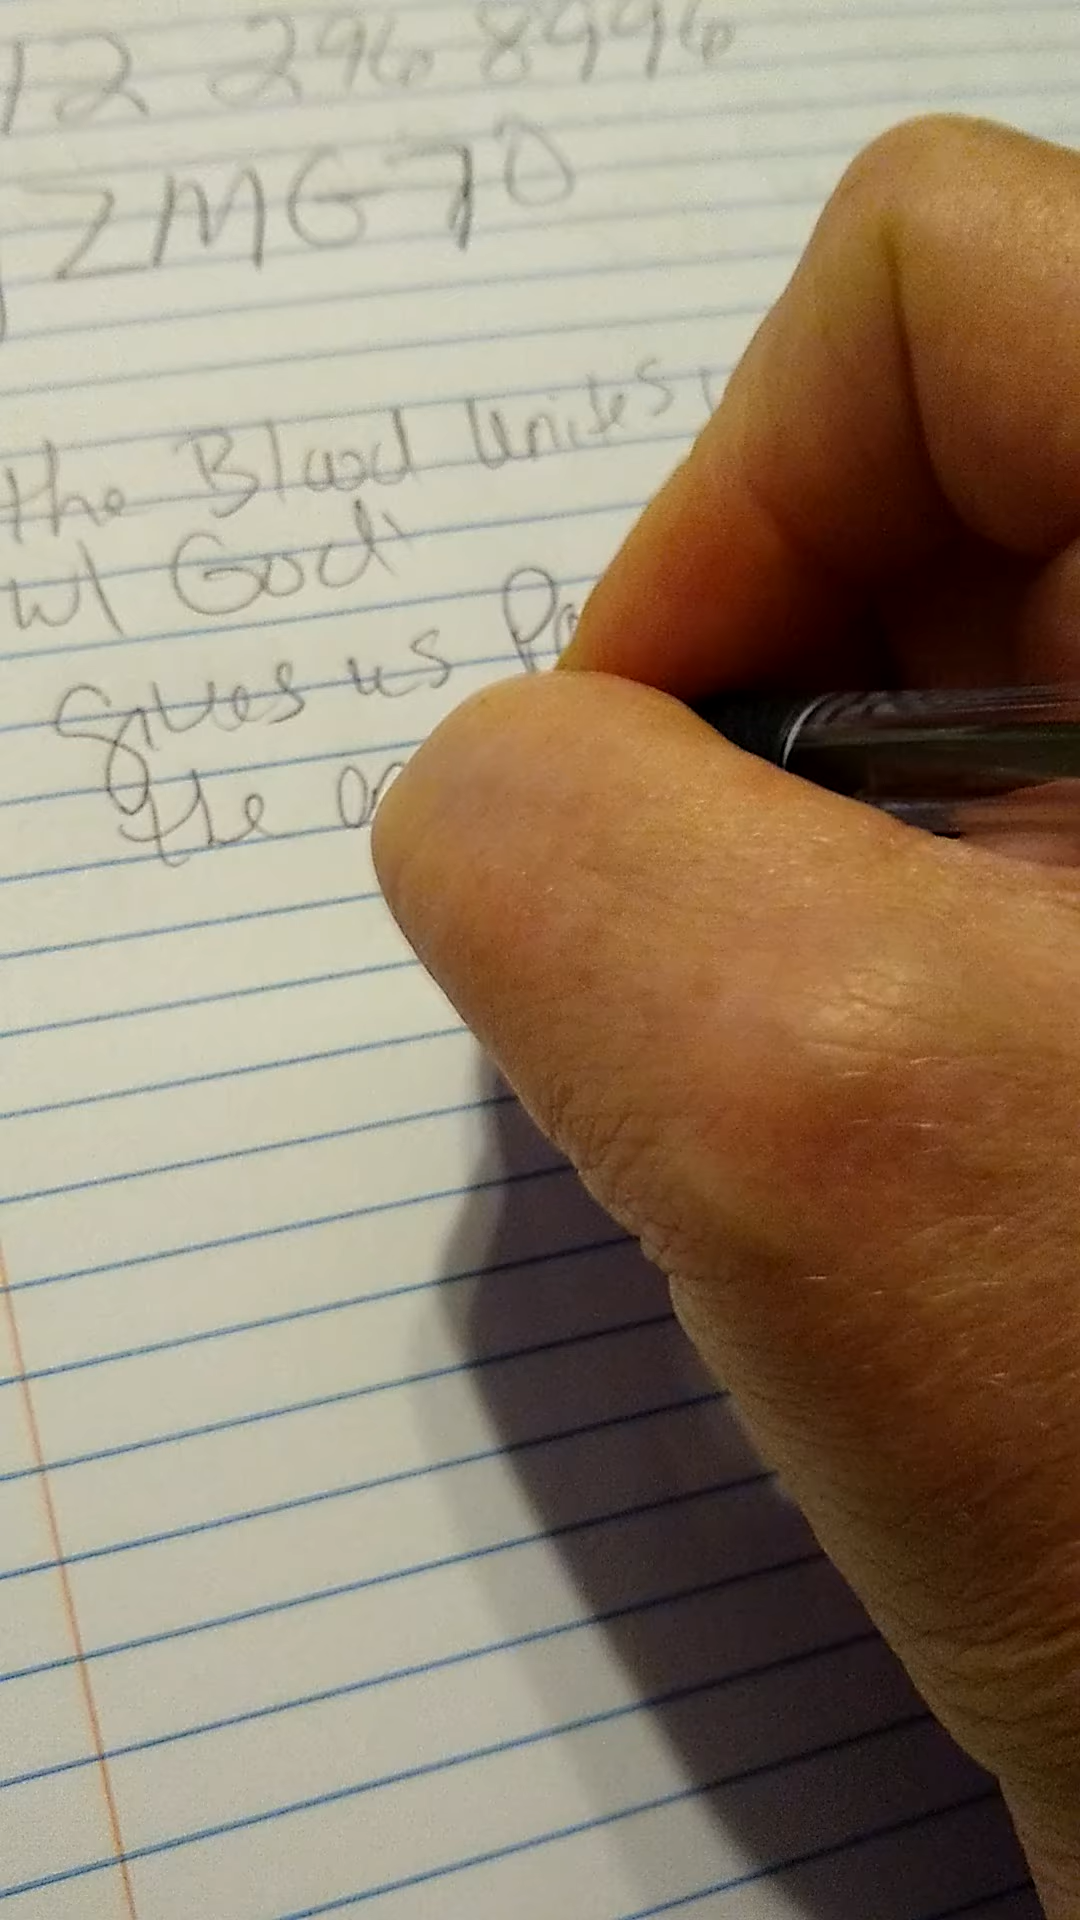 12 296 8996
ZMG70
the Blood Unites
w/ God
gives us
the